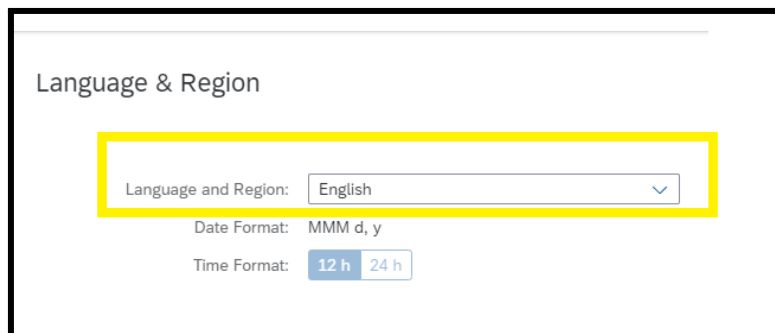 Language & Region
Language and Region: English
Date Format: MMM d, y
Time Format: 12 h 24 h